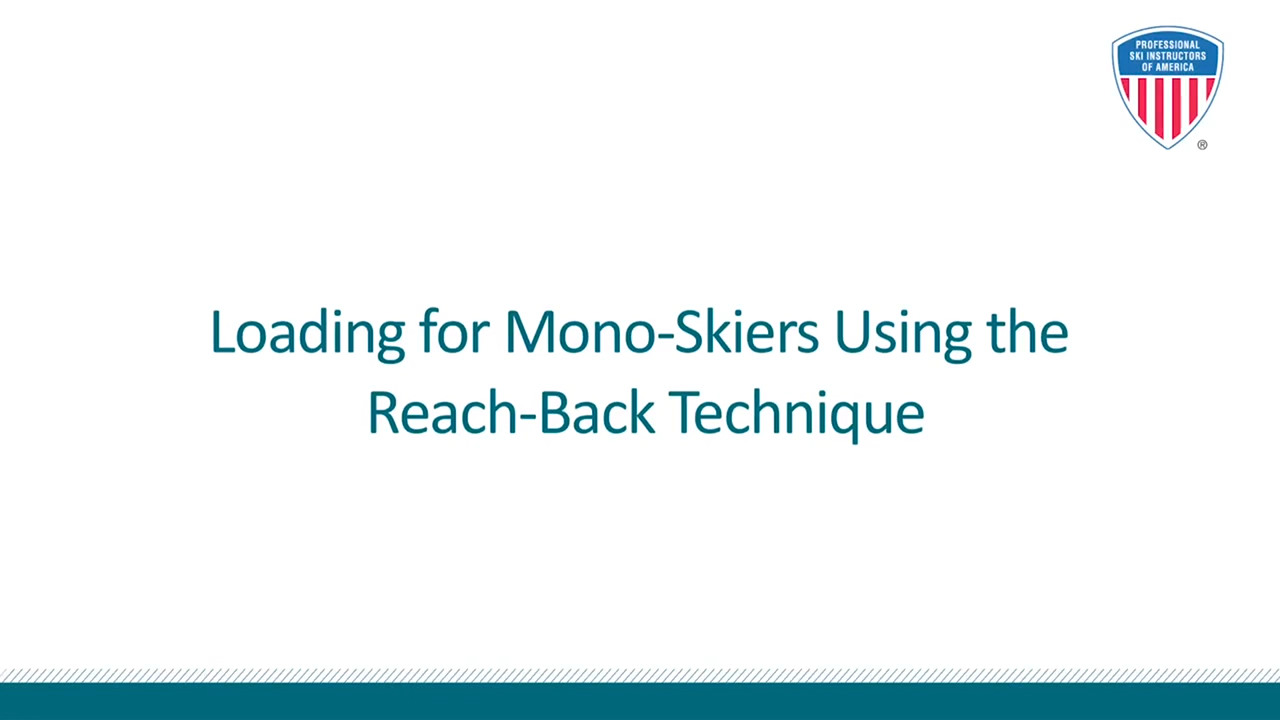 PROFESSIONAL
SKI INSTRUCTORS
OF AMERICA
®
Loading for Mono-Skiers Using the
Reach-Back Technique